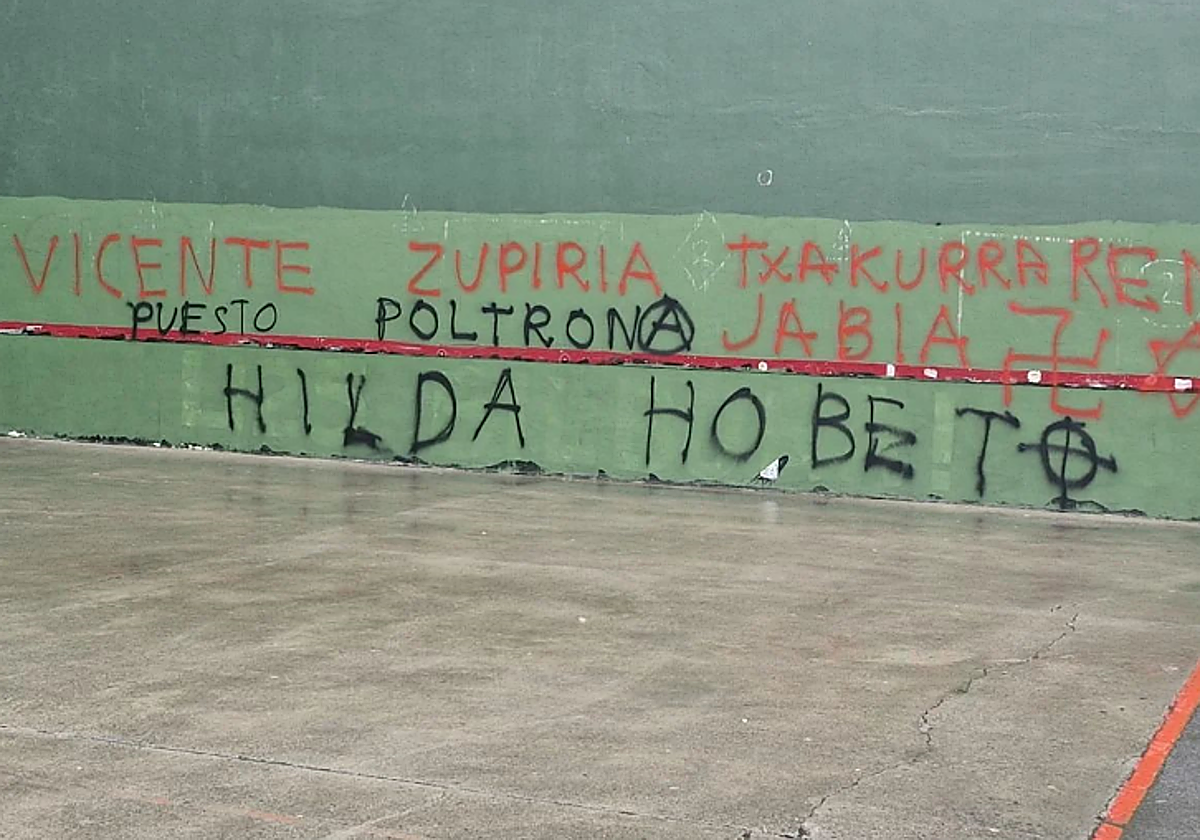 VICENTE ZUPIRIA TXAKURRAREN
PUESTO POLTRONA JABIA
HILDA HOBETO